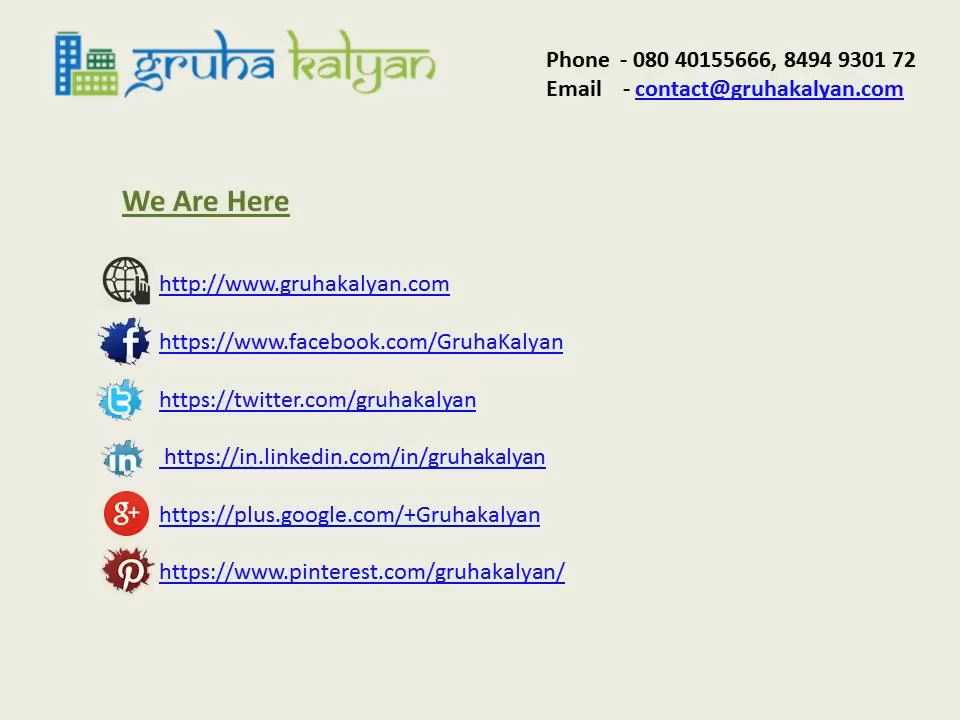 gruha kalyan
Phone - 080 40155666, 8494 9301 72
Email - contact@gruhakalyan.com
We Are Here
http://www.gruhakalyan.com
https://www.facebook.com/GruhaKalyan
https://twitter.com/gruhakalyan
https://in.linkedin.com/in/gruhakalyan
https://plus.google.com/+Gruhakalyan
https://www.pinterest.com/gruhakalyan/